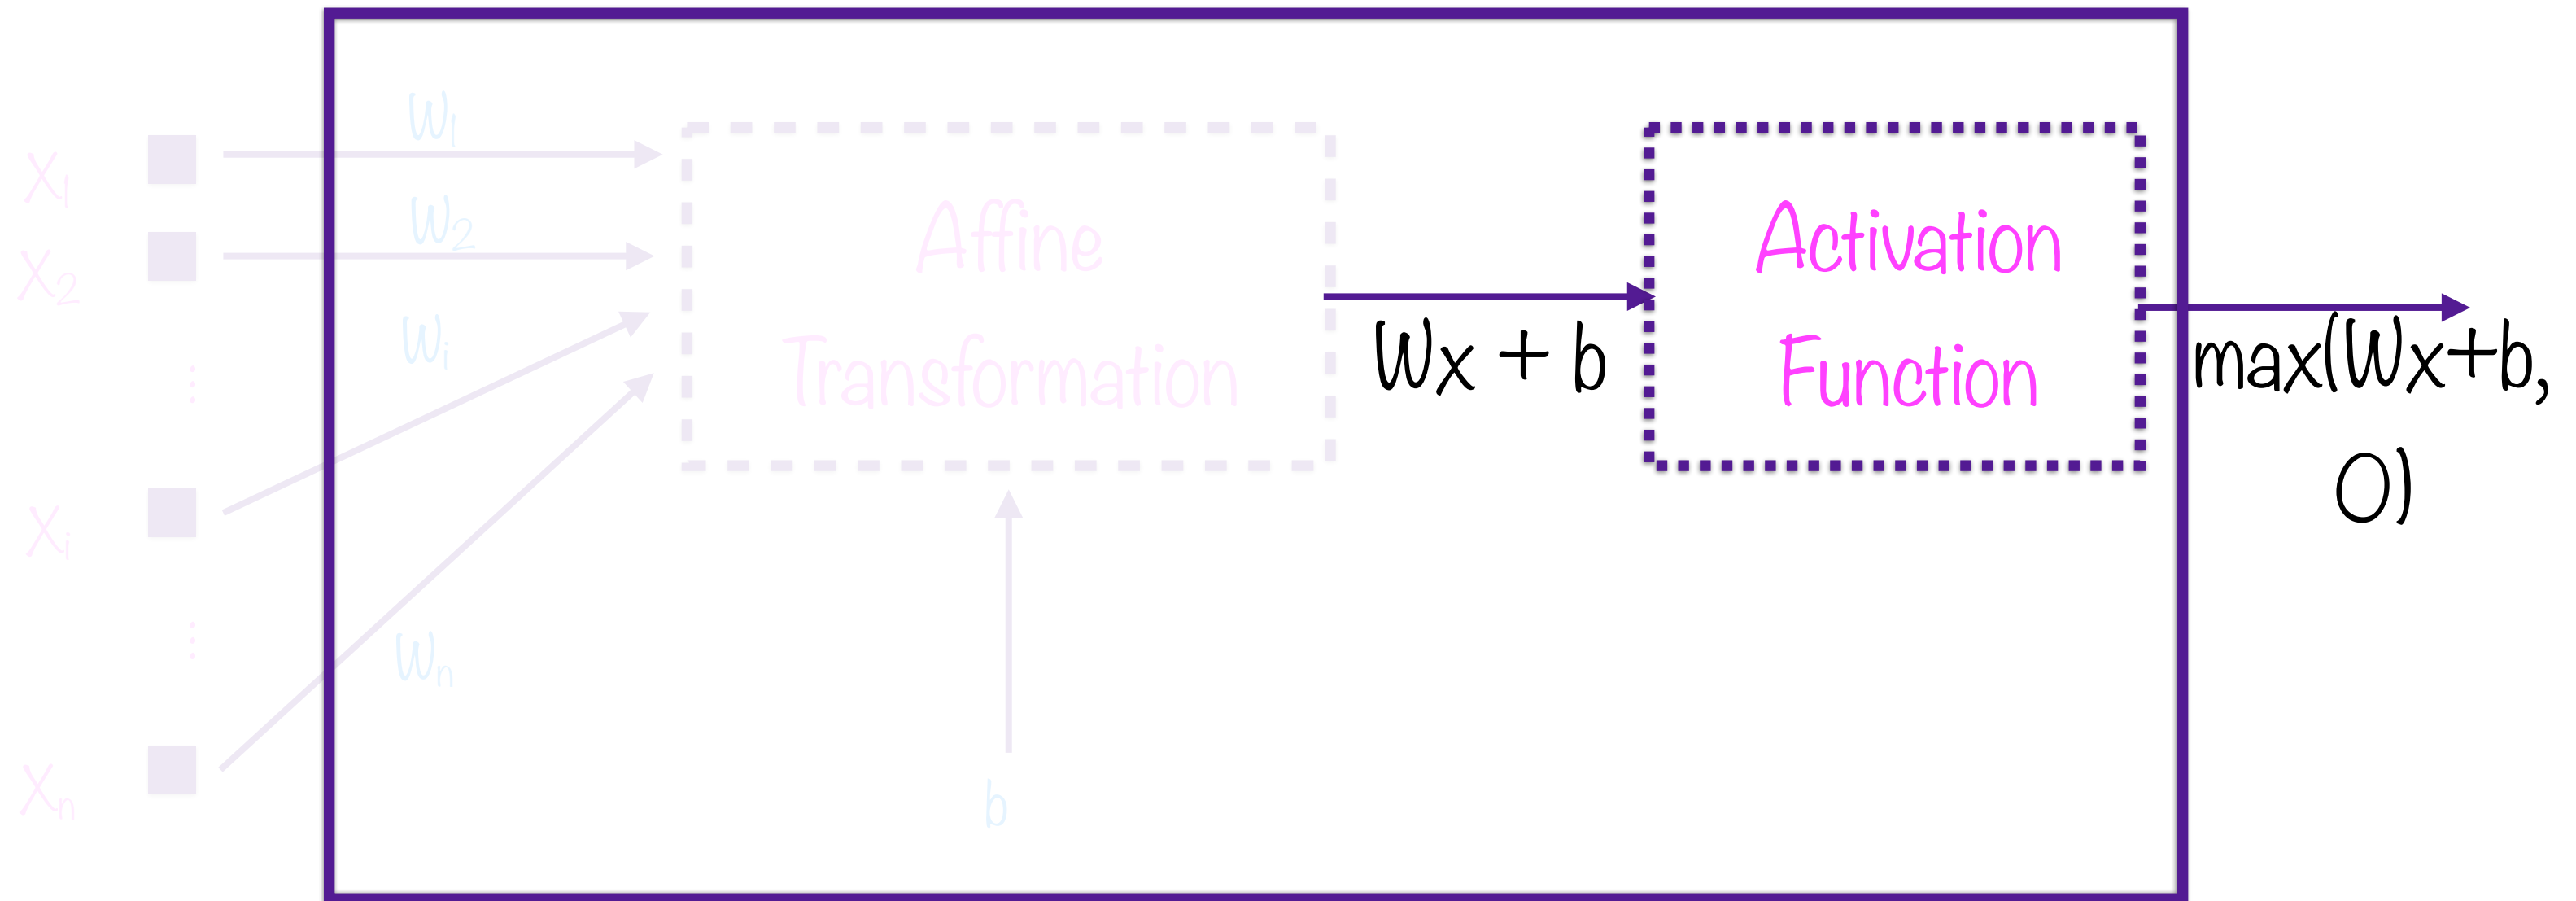 X₁
X₂
⋮
Xᵢ
⋮
Xₙ
W₁
W₂
Wᵢ
Wₙ
Affine
Transformation
b
Wx + b
Activation
Function
max(Wx+b,
0)